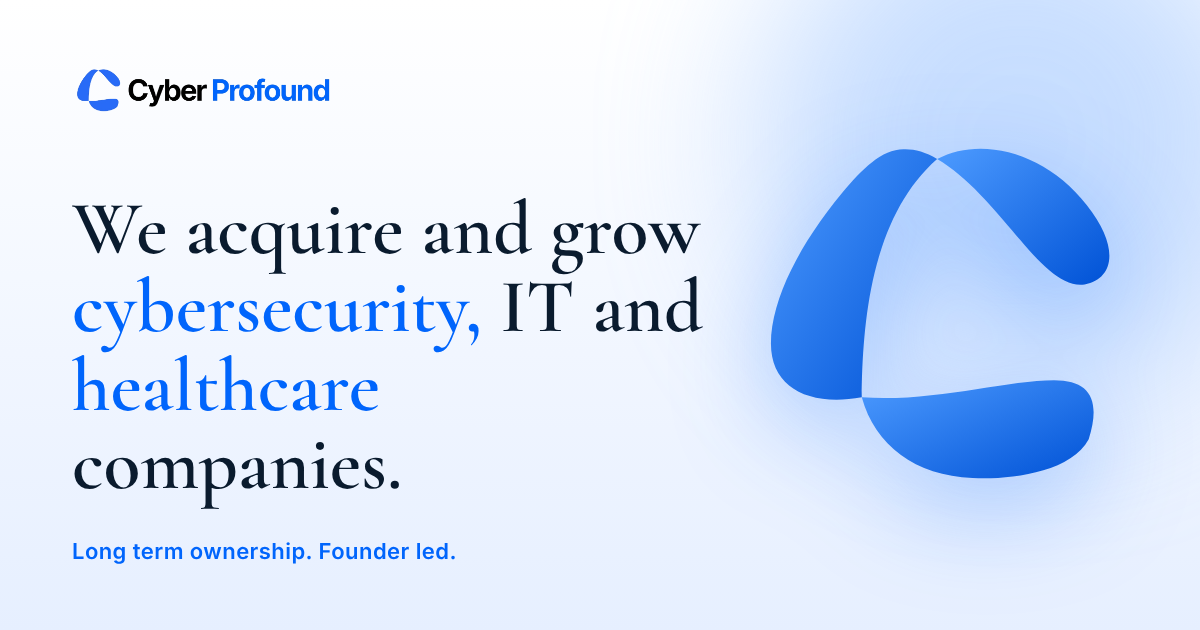 Cyber Profound
We acquire and grow
cybersecurity, IT and
healthcare
companies.
Long term ownership. Founder led.